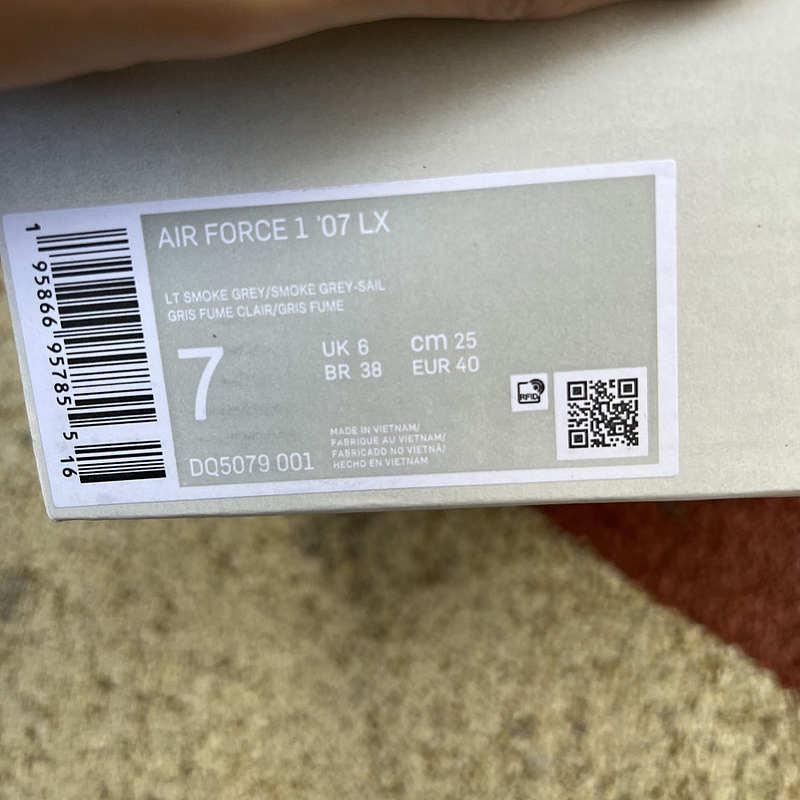 AIR FORCE 1 '07 LX
LT SMOKE GREY/SMOKE GREY-SAIL
GRIS FUME CLAIR/GRIS FUME
7
UK 6 cm 25
BR 38 EUR 40
RFID
MADE IN VIETNAM/
FABRIQUE AU VIETNAM/
FABRICADO NO VIETNÃ/
HECHO EN VIETNAM
DQ5079 001
1 95866 95785 5 16